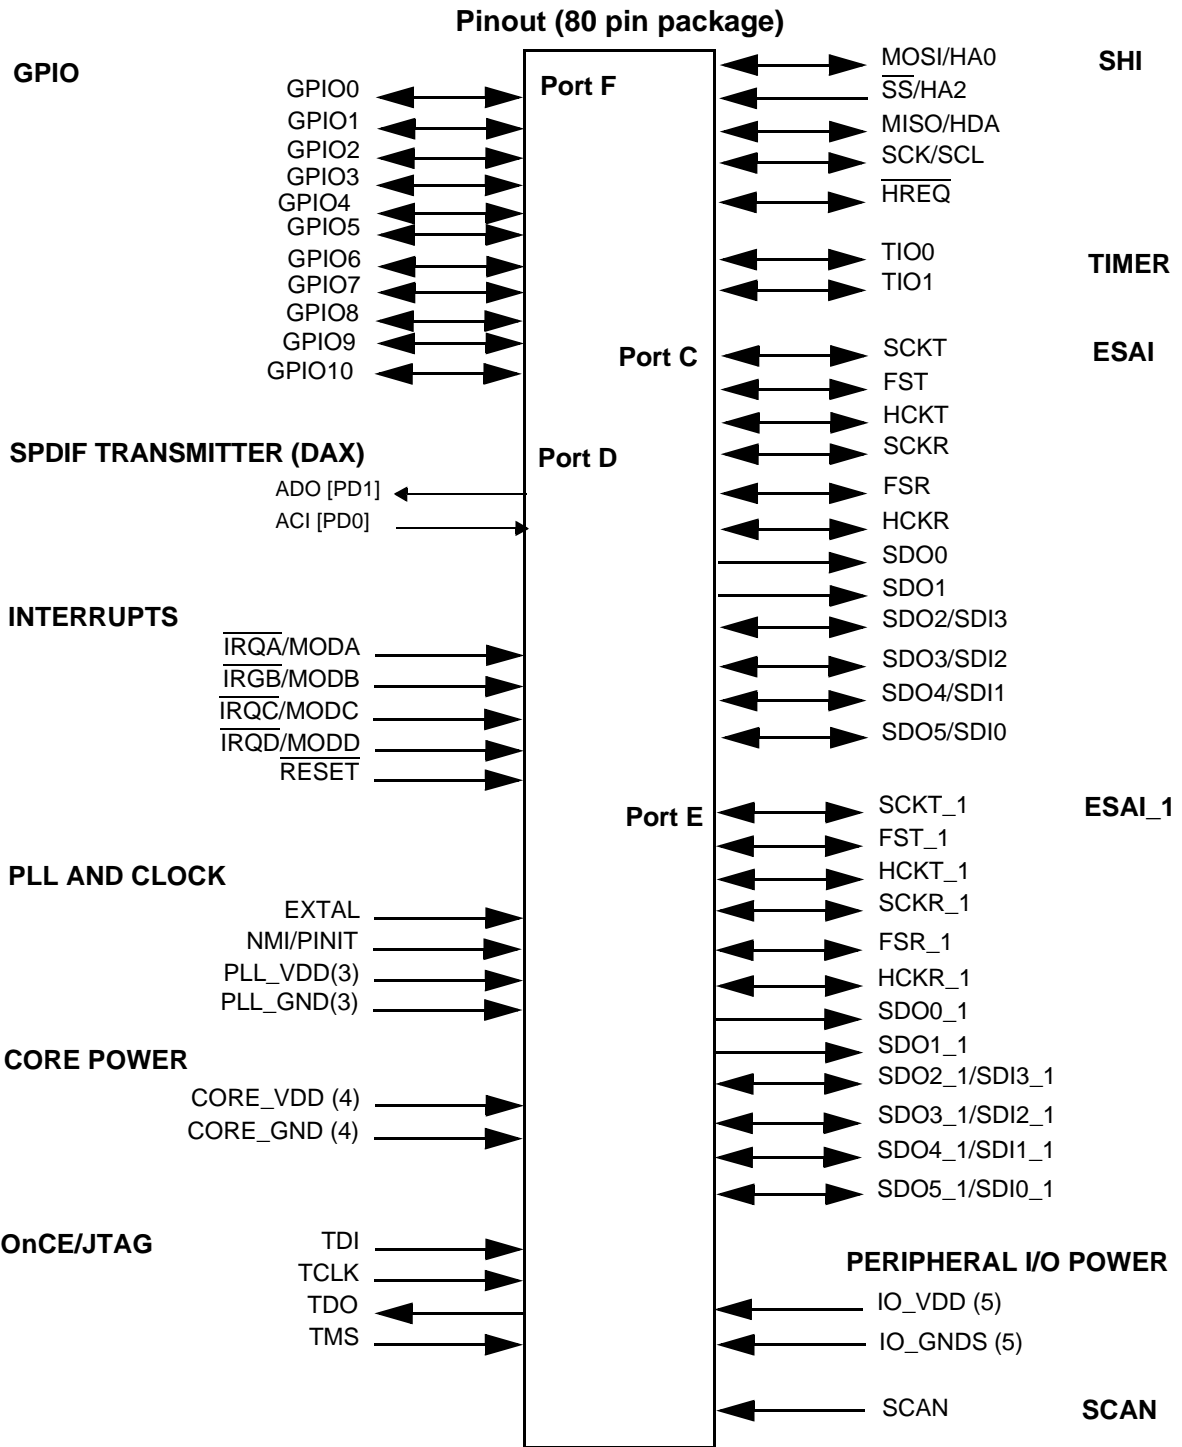 Pinout (80 pin package)
GPIO
GPIO0
GPIO1
GPIO2
GPIO3
GPIO4
GPIO5
GPIO6
GPIO7
GPIO8
GPIO9
GPIO10
SPDIF TRANSMITTER (DAX)
ADO [PD1]
ACI [PD0]
INTERRUPTS
IRQA/MODA
IRGB/MODB
IRQC/MODC
IRQD/MODD
RESET
PLL AND CLOCK
EXTAL
NMI/PINIT
PLL_VDD(3)
PLL_GND(3)
CORE POWER
CORE_VDD (4)
CORE_GND (4)
OnCE/JTAG
TDI
TCLK
TDO
TMS
Port F
Port C
Port D
Port E
MOSI/HA0
SHI
SS/HA2
MISO/HDA
SCK/SCL
HREQ
TIO0
TIMER
TIO1
SCKT
ESAI
FST
HCKT
SCKR
FSR
HCKR
SDO0
SDO1
SDO2/SDI3
SDO3/SDI2
SDO4/SDI1
SDO5/SDI0
SCKT_1
ESAI_1
FST_1
HCKT_1
SCKR_1
FSR_1
HCKR_1
SDO0_1
SDO1_1
SDO2_1/SDI3_1
SDO3_1/SDI2_1
SDO4_1/SDI1_1
SDO5_1/SDI0_1
PERIPHERAL I/O POWER
IO_VDD (5)
IO_GNDS (5)
SCAN
SCAN